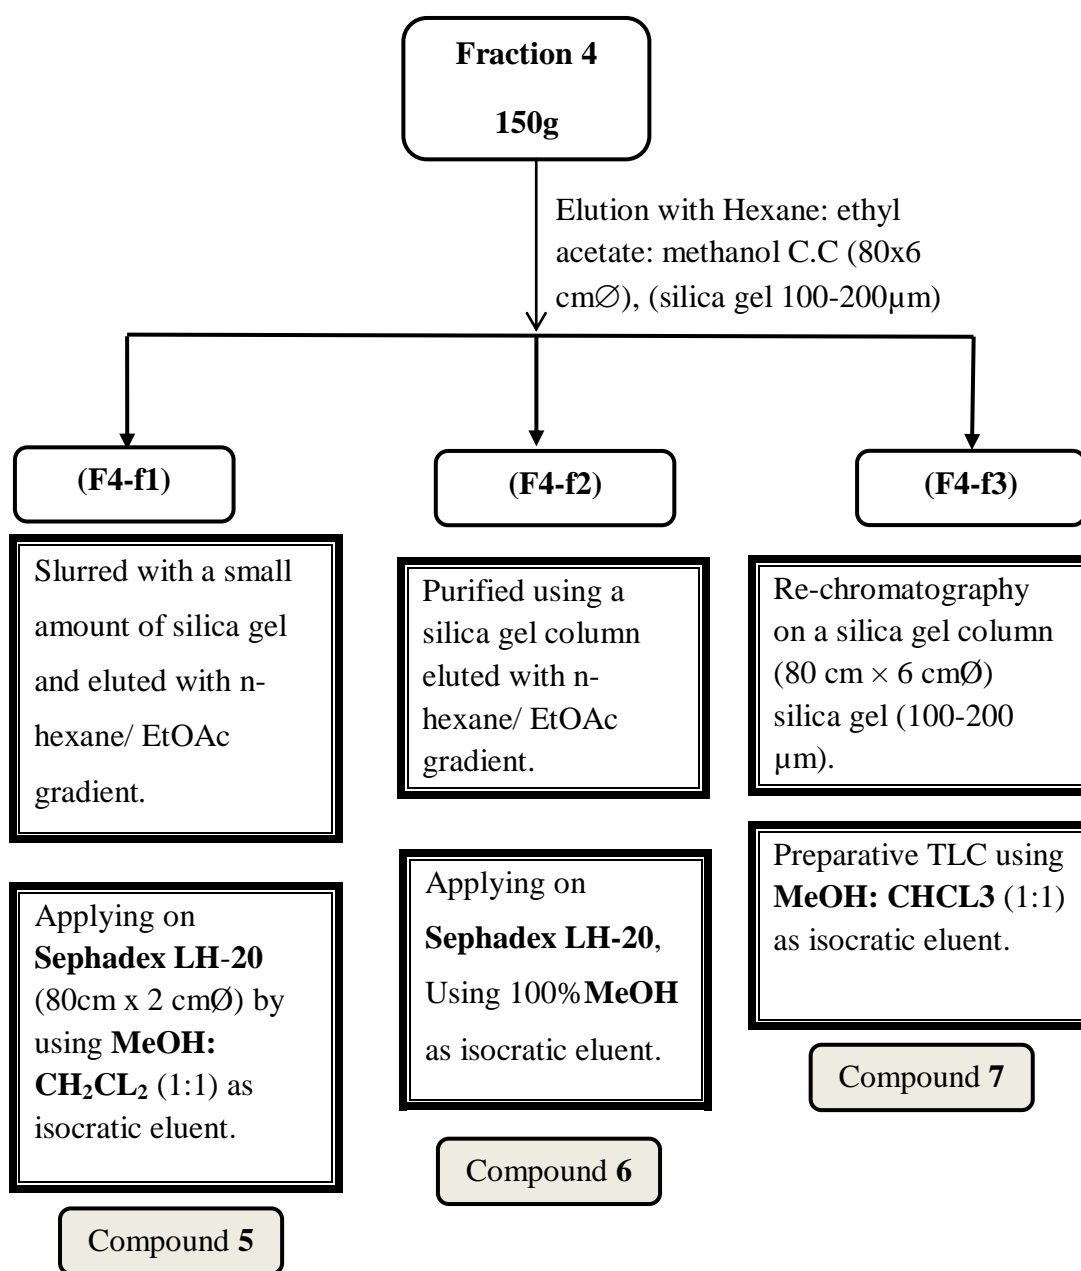 Fraction 4
150g
Elution with Hexane: ethyl
acetate: methanol C.C (80x6
cm∅), (silica gel 100-200µm)
(F4-f1)
(F4-f2)
(F4-f3)
Slurred with a small
amount of silica gel
and eluted with n-
hexane/ EtOAc
gradient.
Purified using a
silica gel column
eluted with n-
hexane/ EtOAc
gradient.
Re-chromatography
on a silica gel column
(80 cm × 6 cmØ)
silica gel (100-200
µm).
Applying on
Sephadex LH-20
(80cm x 2 cmØ) by
using MeOH:
CH₂CL₂ (1:1) as
isocratic eluent.
Applying on
Sephadex LH-20,
Using 100% MeOH
as isocratic eluent.
Preparative TLC using
MeOH: CHCL3 (1:1)
as isocratic eluent.
Compound 5
Compound 6
Compound 7